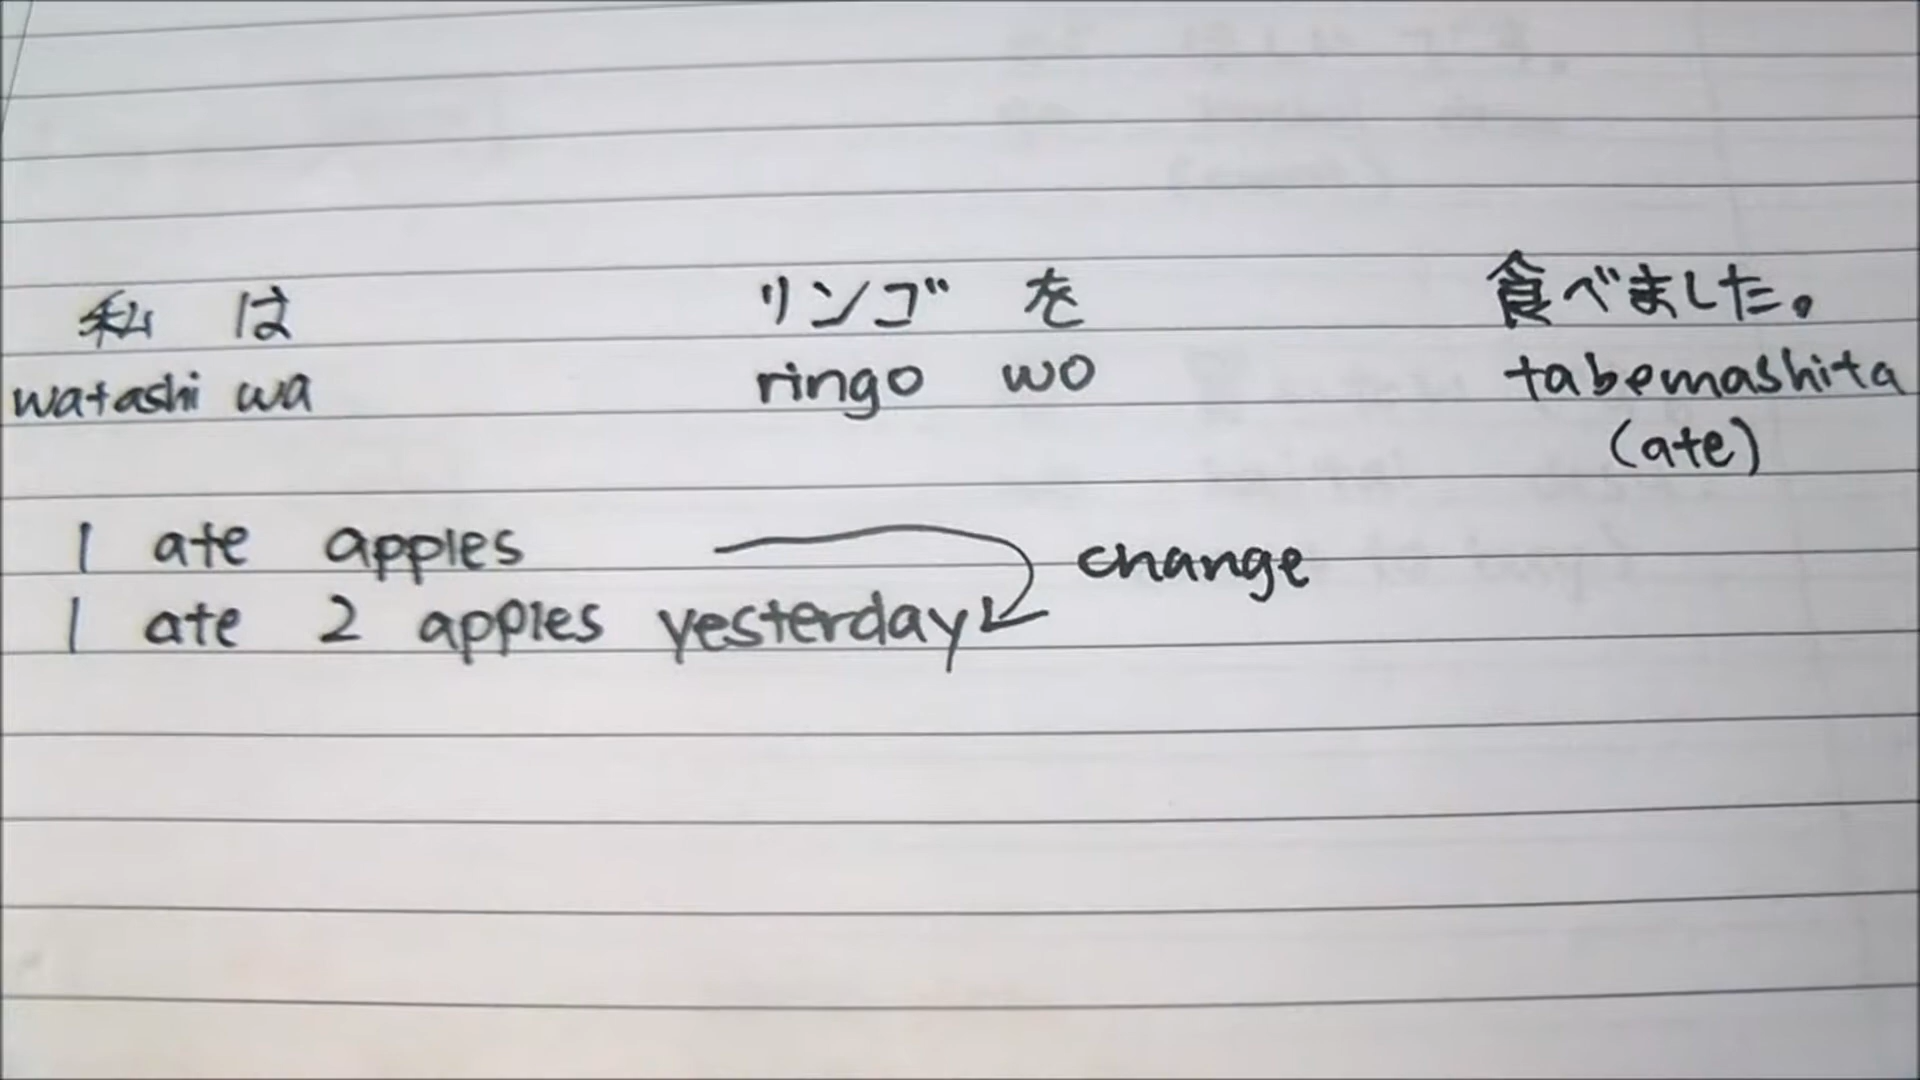 私 は リンゴ を 食べました。
watashi wa ringo wo tabemashita
(ate)
I ate apples change
I ate 2 apples yesterday